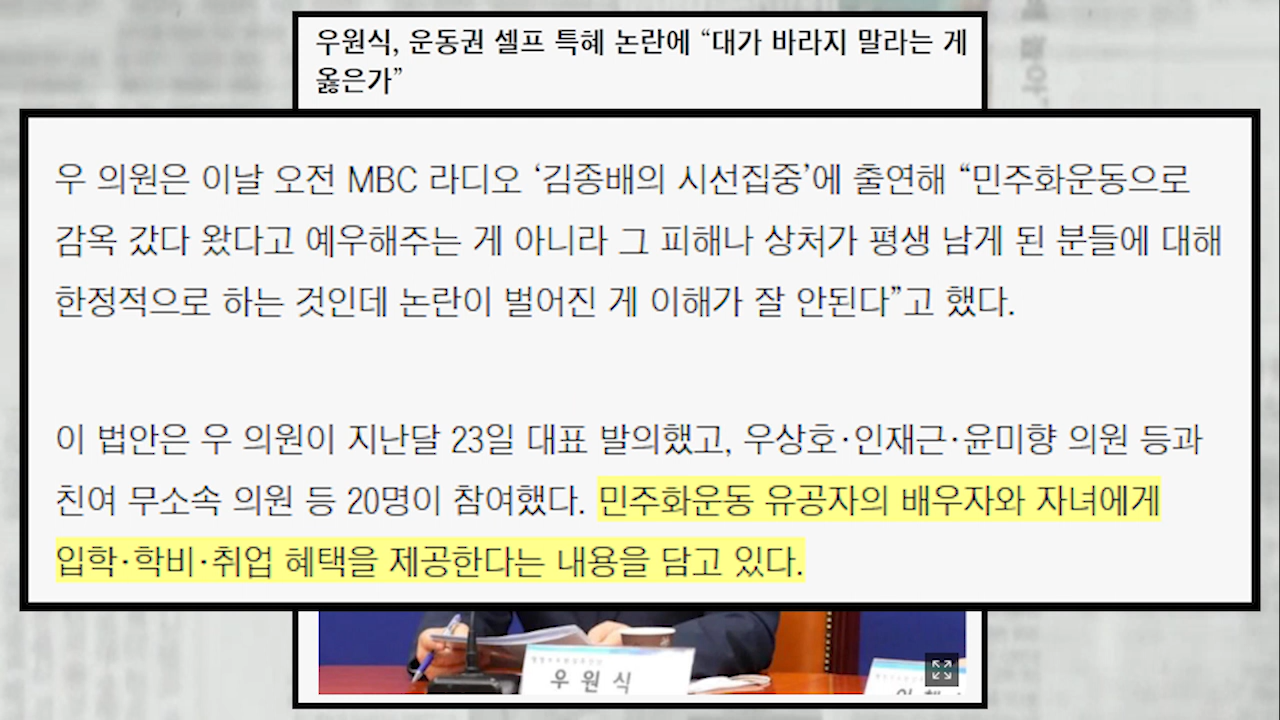 우원식, 운동권 셀프 특혜 논란에 “대가 바라지 말라는 게
옳은가”
우 의원은 이날 오전 MBC 라디오 ‘김종배의 시선집중’에 출연해 “민주화운동으로
감옥 갔다 왔다고 예우해주는 게 아니라 그 피해나 상처가 평생 남게 된 분들에 대해
한정적으로 하는 것인데 논란이 벌어진 게 이해가 잘 안된다”고 했다.
이 법안은 우 의원이 지난달 23일 대표 발의했고, 우상호·인재근·윤미향 의원 등과
친여 무소속 의원 등 20명이 참여했다. 민주화운동 유공자의 배우자와 자녀에게
입학·학비·취업 혜택을 제공한다는 내용을 담고 있다.
우원식